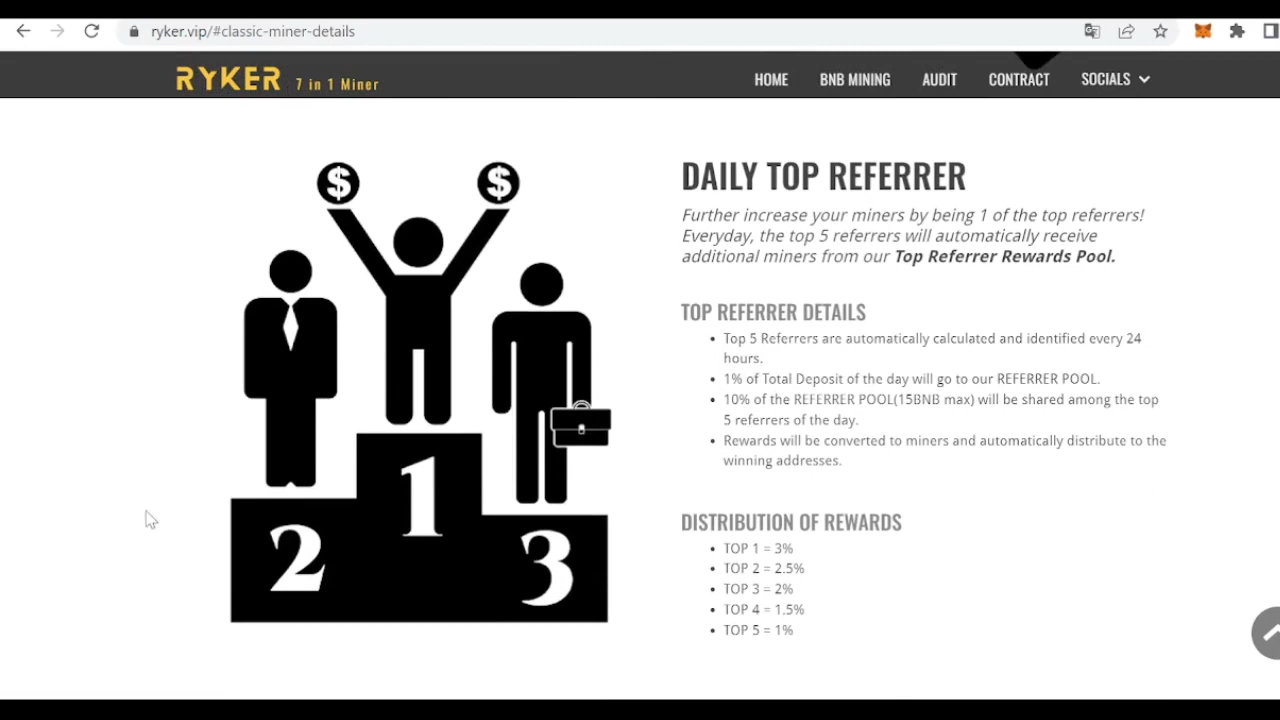 ryker.vip/#classic-miner-details
RYKER 7 in 1 Miner
HOME BNB MINING AUDIT CONTRACT SOCIALS
$ $
1
2
3
DAILY TOP REFERRER
Further increase your miners by being 1 of the top referrers!
Everyday, the top 5 referrers will automatically receive
additional miners from our Top Referrer Rewards Pool.
TOP REFERRER DETAILS
• Top 5 Referrers are automatically calculated and identified every 24
hours.
• 1% of Total Deposit of the day will go to our REFERRER POOL.
• 10% of the REFERRER POOL(15BNB max) will be shared among the top
5 referrers of the day.
• Rewards will be converted to miners and automatically distribute to the
winning addresses.
DISTRIBUTION OF REWARDS
• TOP 1 = 3%
• TOP 2 = 2.5%
• TOP 3 = 2%
• TOP 4 = 1.5%
• TOP 5 = 1%